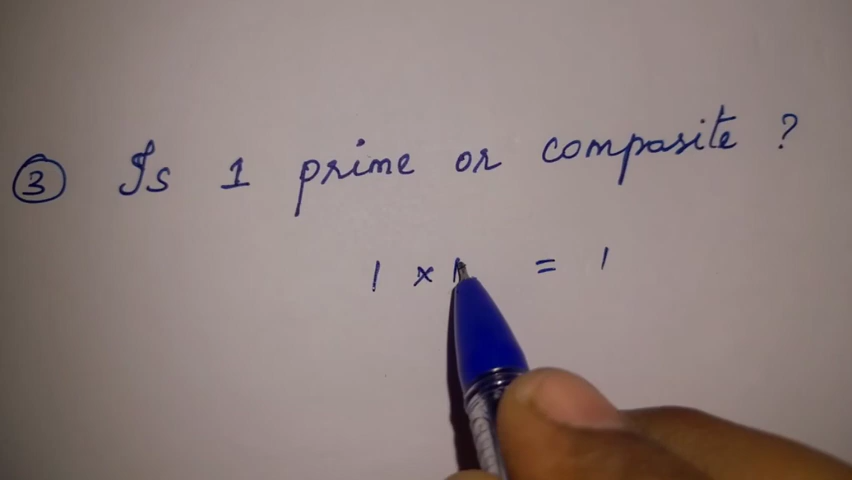 3 Is 1 prime or composite ?
1 × 1 = 1